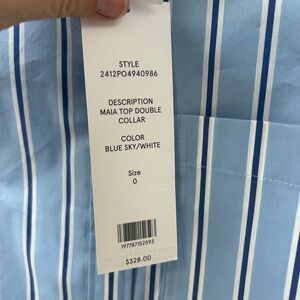 STYLE
2412PO4940986
DESCRIPTION
MAIA TOP DOUBLE
COLLAR
COLOR
BLUE SKY/WHITE
Size
0
197787152593
$328.00